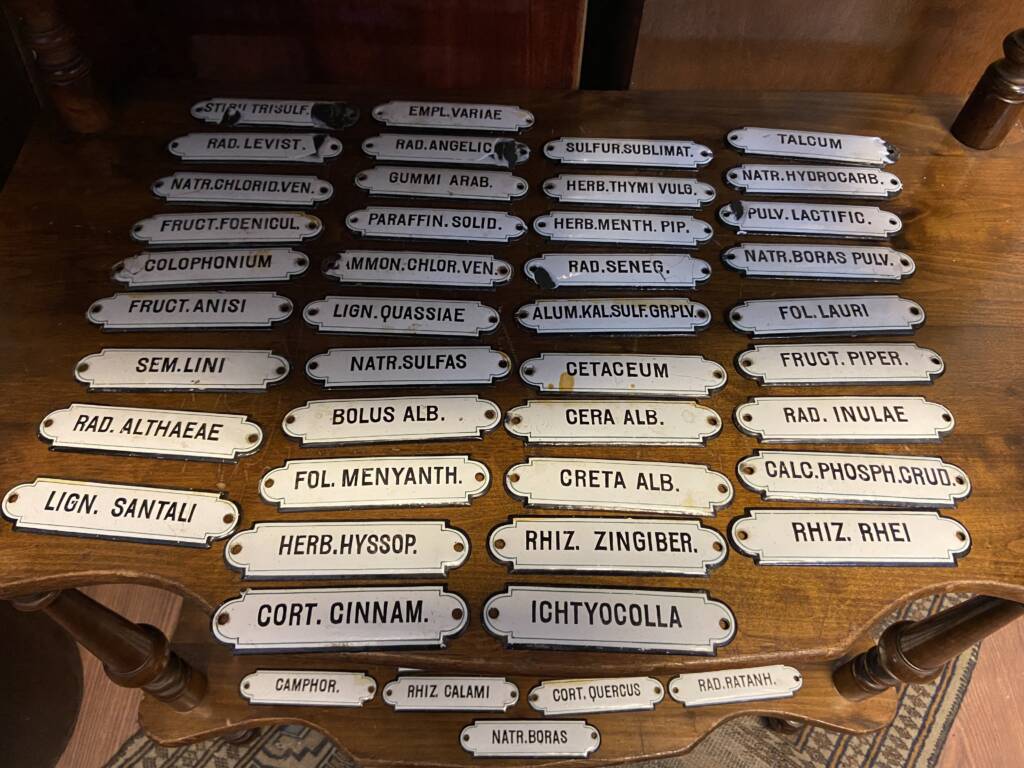 STIBII TRISULF.
EMPL.VARIAE
RAD. LEVIST.
RAD.ANGELIC
SULFUR.SUBLIMAT.
TALCUM
NATR.CHLORID.VEN.
GUMMI ARAB.
HERB.THYMI VULG.
NATR.HYDROCARB.
FRUCT.FOENICUL.
PARAFFIN.SOLID.
HERB.MENTH. PIP.
PULV. LACTIFIC.
COLOPHONIUM
AMMON.CHLOR.VEN.
RAD.SENEG.
NATR.BORAS PULV.
FRUCT.ANISI
LIGN.QUASSIAE
ALUM.KAL.SULF.GR.PLV.
FOL.LAURI
SEM.LINI
NATR.SULFAS
CETACEUM
FRUCT.PIPER.
RAD. ALTHAEAE
BOLUS ALB.
CERA ALB.
RAD. INULAE
LIGN. SANTALI
FOL. MENYANTH.
CRETA ALB.
CALC.PHOSPH.CRUD.
HERB.HYSSOP.
RHIZ. ZINGIBER.
RHIZ. RHEI
CORT. CINNAM.
ICHTYOCOLLA
CAMPHOR.
RHIZ. CALAMI
CORT. QUERCUS
RAD.RATANH.
NATR.BORAS